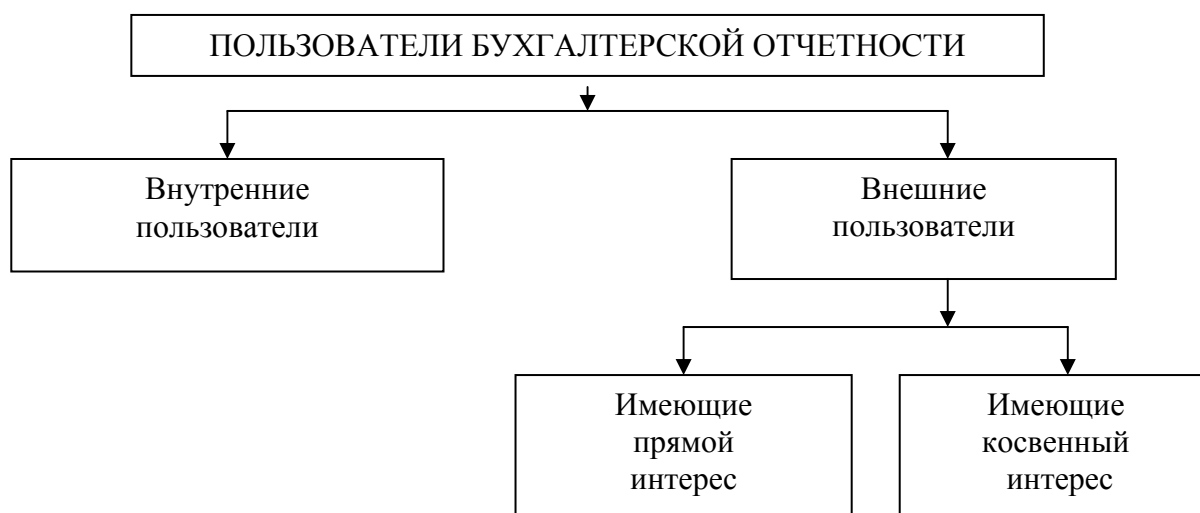 ПОЛЬЗОВАТЕЛИ БУХГАЛТЕРСКОЙ ОТЧЕТНОСТИ
Внутренние
пользователи
Внешние
пользователи
Имеющие
прямой
интерес
Имеющие
косвенный
интерес